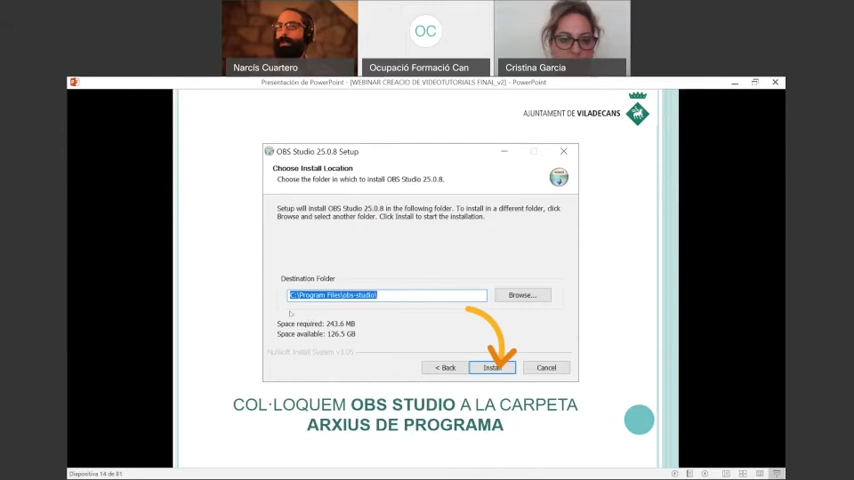 OC
Narcís Cuartero
Ocupació Formació Can
Cristina Garcia
Presentación de PowerPoint - [WEBINAR CREACIO DE VIDEOTUTORIALS FINAL_v2] - PowerPoint
AJUNTAMENT DE VILADECANS
OBS Studio 25.0.8 Setup
Choose Install Location
Choose the folder in which to install OBS Studio 25.0.8.
Setup will install OBS Studio 25.0.8 in the following folder. To install in a different folder, click
Browse and select another folder. Click Install to start the installation.
Destination Folder
C:\Program Files\obs-studio\
Browse...
Space required: 243.6 MB
Space available: 126.5 GB
Nullsoft Install System v3.05
< Back
Install
Cancel
COL·LOQUEM OBS STUDIO A LA CARPETA
ARXIUS DE PROGRAMA
Diapositiva 14 de 81